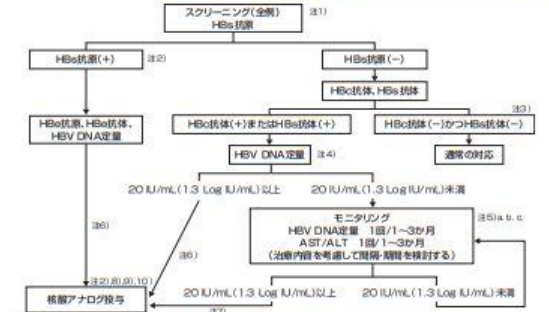 スクリーニング(全例)
HBs抗原
注1)
HBs抗原(+)
注2)
HBs抗原(-)
HBc抗体、HBs抗体
注3)
HBe抗原、HBe抗体、
HBV DNA定量
HBc抗体(+)またはHBs抗体(+)
HBc抗体(-)かつHBs抗体(-)
HBV DNA定量
注4)
通常の対応
20 IU/mL(1.3 Log IU/mL)以上
20 IU/mL(1.3 Log IU/mL)未満
モニタリング
注5)a.b.c.
HBV DNA定量 1回/1~3か月
AST/ALT 1回/1~3か月
(治療内容を考慮して間隔・期間を検討する)
注6)
注6)
注2),8),9),10)
核酸アナログ投与
20 IU/mL(1.3 Log IU/mL)以上
20 IU/mL(1.3 Log IU/mL)未満
注7)